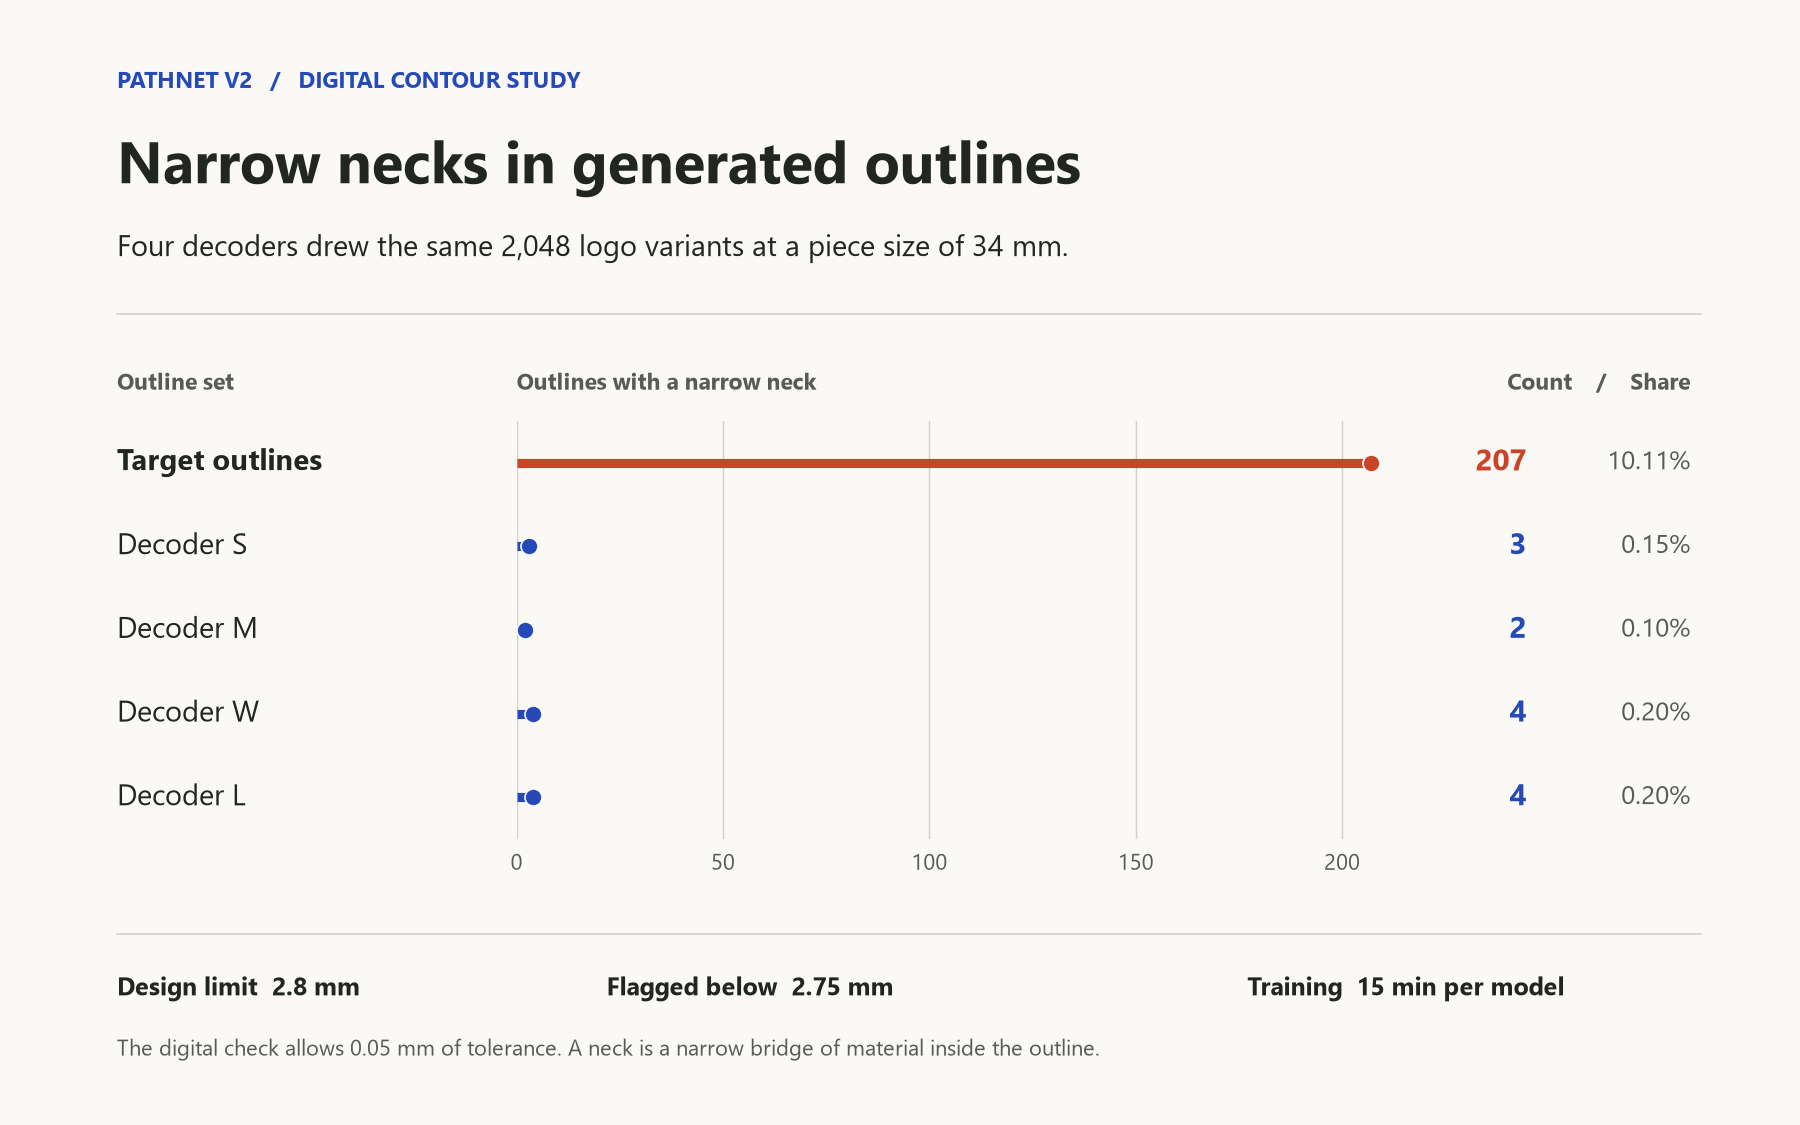 PATHNET V2 / DIGITAL CONTOUR STUDY
Narrow necks in generated outlines
Four decoders drew the same 2,048 logo variants at a piece size of 34 mm.
Outline set Outlines with a narrow neck Count / Share
Target outlines 207 10.11%
Decoder S 3 0.15%
Decoder M 2 0.10%
Decoder W 4 0.20%
Decoder L 4 0.20%
0 50 100 150 200
Design limit 2.8 mm Flagged below 2.75 mm Training 15 min per model
The digital check allows 0.05 mm of tolerance. A neck is a narrow bridge of material inside the outline.